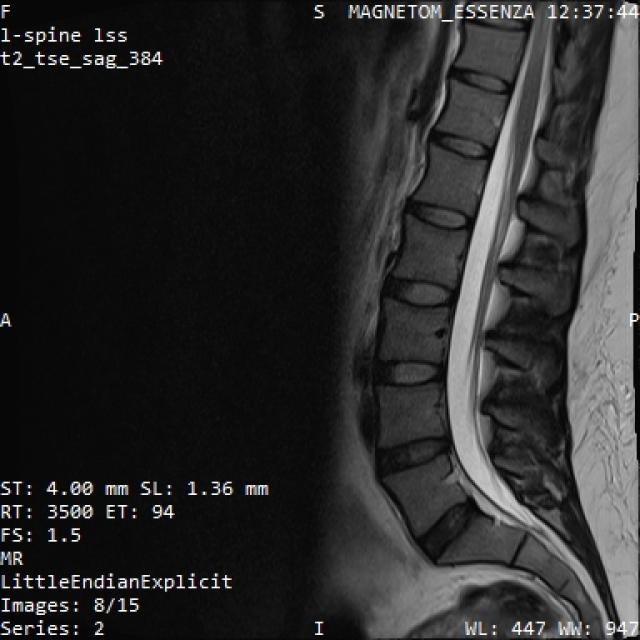 F
S MAGNETOM_ESSENZA 12:37:44
l-spine lss
t2_tse_sag_384
A
P
ST: 4.00 mm SL: 1.36 mm
RT: 3500 ET: 94
FS: 1.5
MR
LittleEndianExplicit
Images: 8/15
Series: 2
I
WL: 447 WW: 947